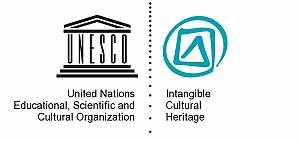 UNESCO
United Nations
Educational, Scientific and
Cultural Organization
Intangible
Cultural
Heritage